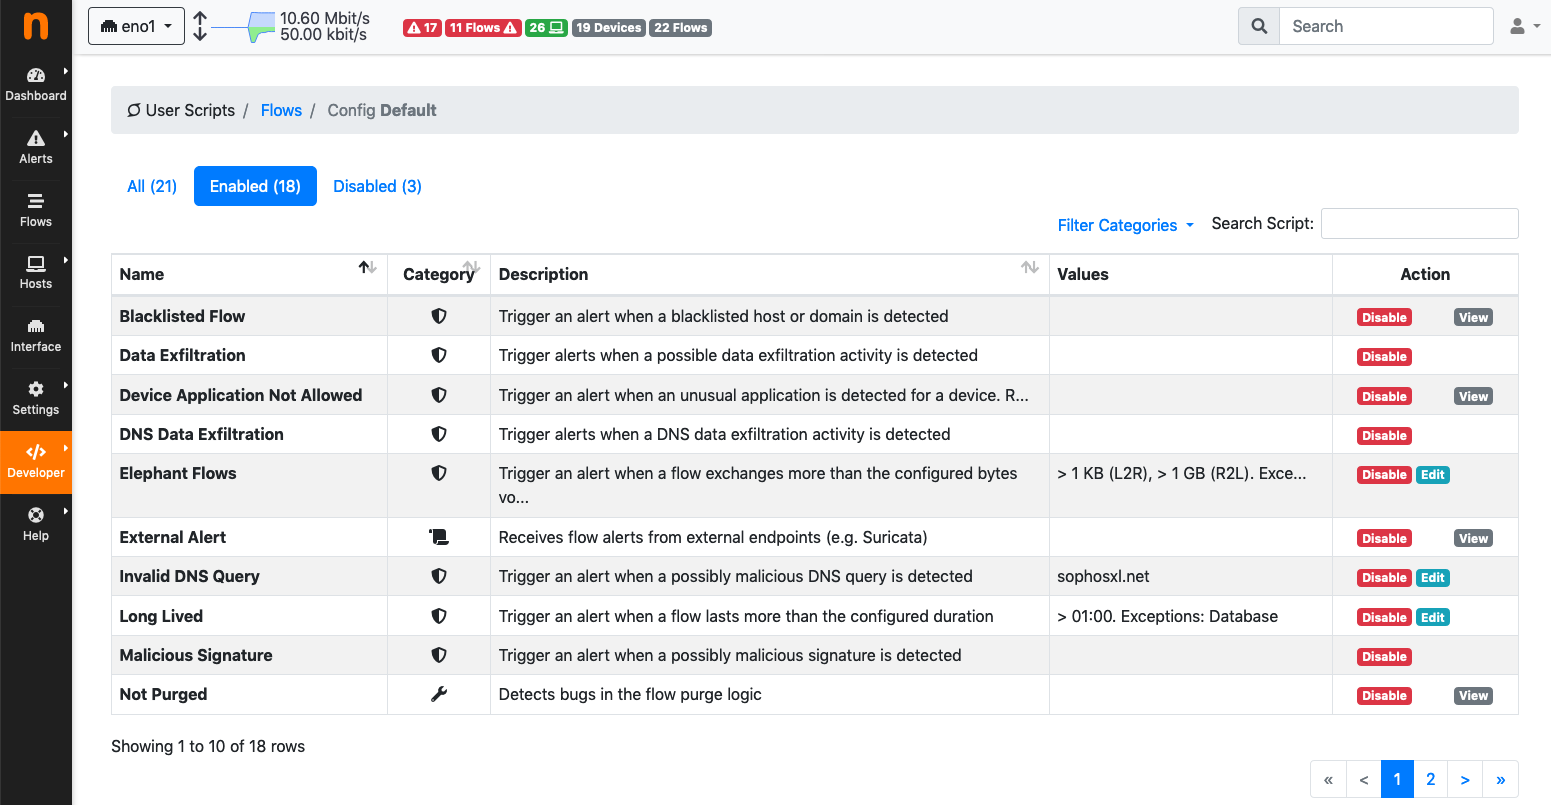 n
eno1
10.60 Mbit/s
50.00 kbit/s
17
11 Flows
26
19 Devices
22 Flows
Search
Dashboard
Alerts
Flows
Hosts
Interface
Settings
Developer
Help
User Scripts / Flows / Config Default
All (21)
Enabled (18)
Disabled (3)
Filter Categories
Search Script:
Name Category Description Values Action
Blacklisted Flow Trigger an alert when a blacklisted host or domain is detected Disable View
Data Exfiltration Trigger alerts when a possible data exfiltration activity is detected Disable
Device Application Not Allowed Trigger an alert when an unusual application is detected for a device. R... Disable View
DNS Data Exfiltration Trigger alerts when a DNS data exfiltration activity is detected Disable
Elephant Flows Trigger an alert when a flow exchanges more than the configured bytes > 1 KB (L2R), > 1 GB (R2L). Exce... Disable Edit
vo...
External Alert Receives flow alerts from external endpoints (e.g. Suricata) Disable View
Invalid DNS Query Trigger an alert when a possibly malicious DNS query is detected sophosxl.net Disable Edit
Long Lived Trigger an alert when a flow lasts more than the configured duration > 01:00. Exceptions: Database Disable Edit
Malicious Signature Trigger an alert when a possibly malicious signature is detected Disable
Not Purged Detects bugs in the flow purge logic Disable View
Showing 1 to 10 of 18 rows
« < 1 2 > »